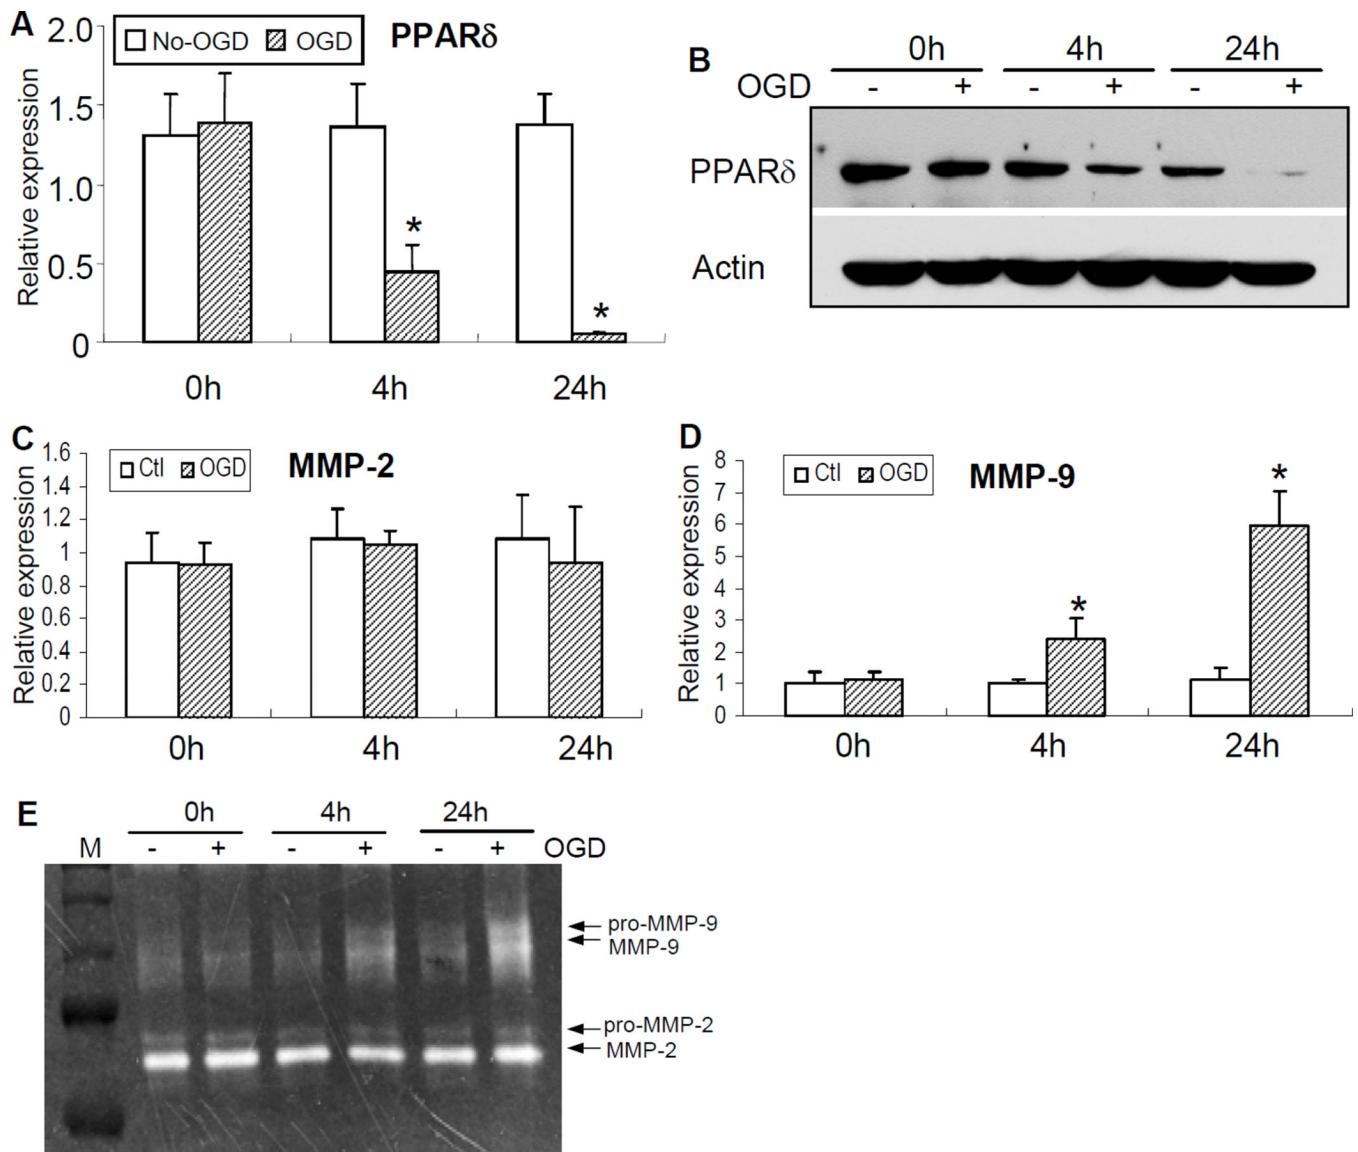 A
PPARδ
No-OGD OGD
Relative expression
2.0
1.5
1.0
0.5
0
*
*
0h 4h 24h
B
0h 4h 24h
OGD - + - + - +
PPARδ
Actin
C
MMP-2
Ctl OGD
Relative expression
1.6
1.4
1.2
1
0.8
0.6
0.4
0.2
0
0h 4h 24h
D
MMP-9
Ctl OGD
Relative expression
8
7
6
5
4
3
2
1
0
*
*
0h 4h 24h
E
0h 4h 24h
M - + - + - + OGD
pro-MMP-9
MMP-9
pro-MMP-2
MMP-2